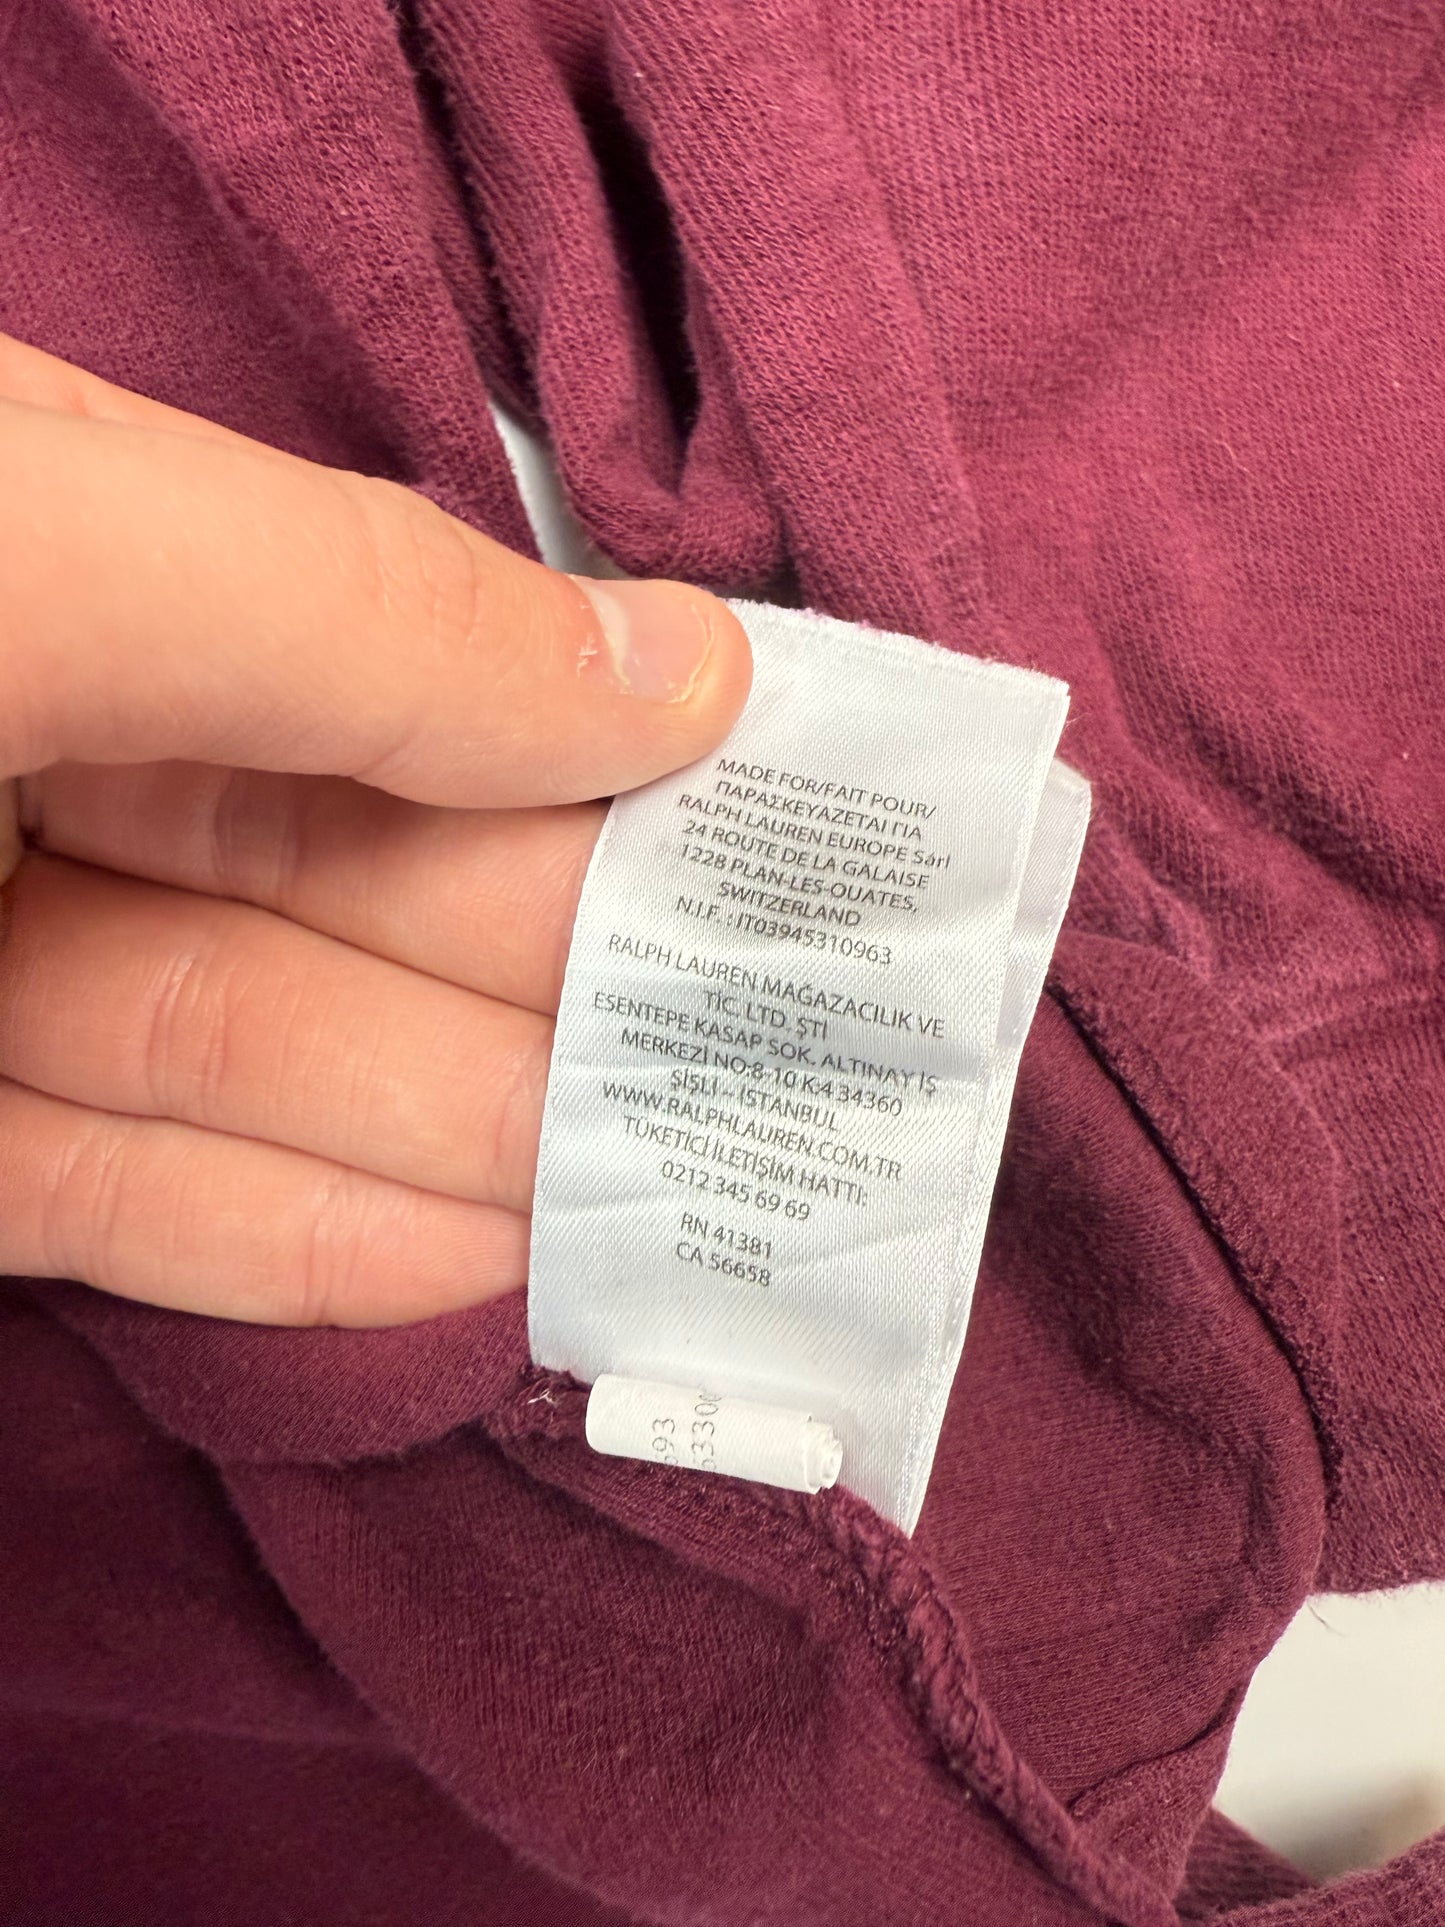 MADE FOR/FAIT POUR/
ΠΑΡΑΣΚΕΥΑΖΕΤΑΙ ΓΙΑ
RALPH LAUREN EUROPE Sàrl
24 ROUTE DE LA GALAISE
1228 PLAN-LES-OUATES,
SWITZERLAND
N.I.F. : IT03945310963
RALPH LAUREN MAĞAZACILIK VE
TİC. LTD. ŞTİ
ESENTEPE KASAP SOK. ALTINAY İŞ
MERKEZİ NO:8-10 K:4 34360
ŞİŞLİ – İSTANBUL
WWW.RALPHLAUREN.COM.TR
TÜKETİCİ İLETİŞİM HATTI:
0212 345 69 69
RN 41381
CA 56658